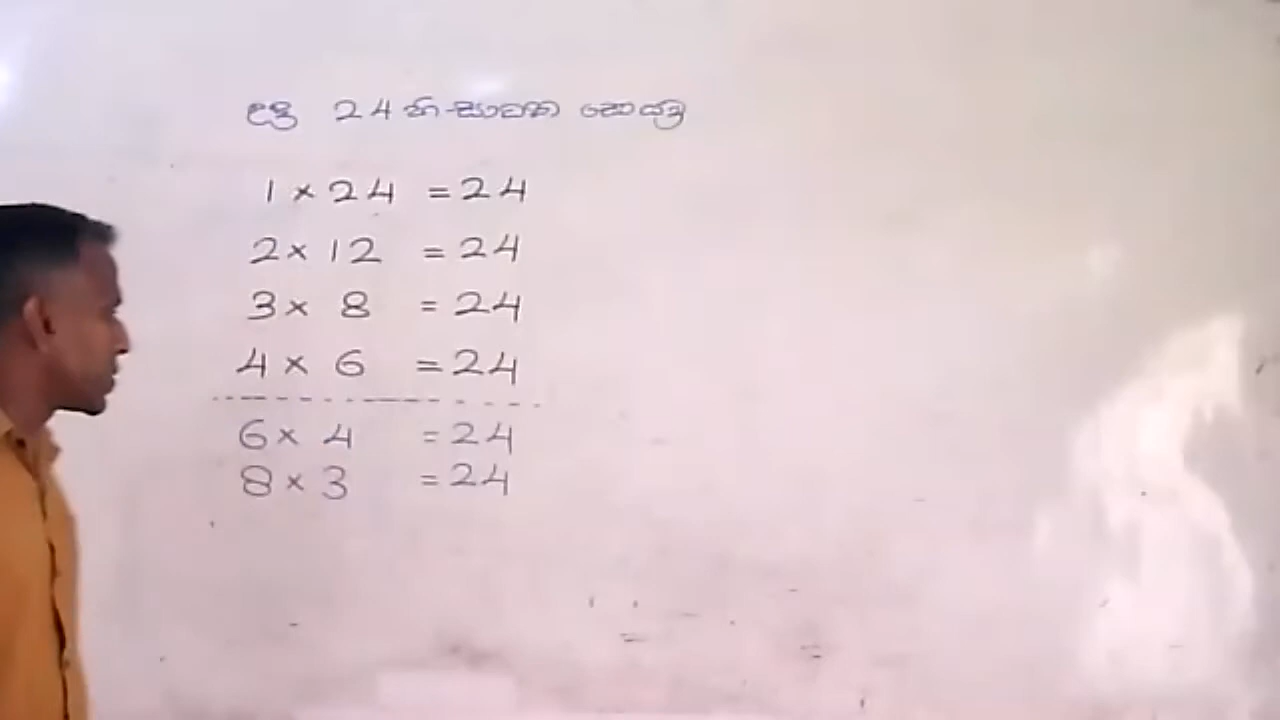 උදා 24 හි සාධක සොයමු
1 × 24 = 24
2 × 12 = 24
3 × 8 = 24
4 × 6 = 24
6 × 4 = 24
8 × 3 = 24